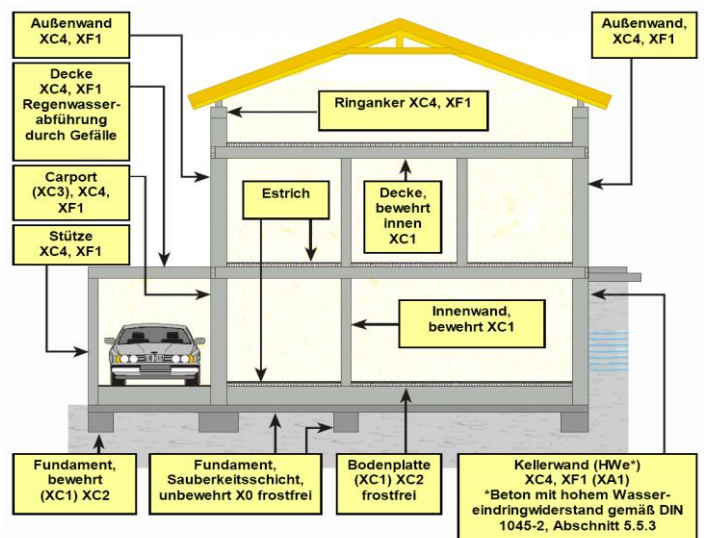 Außenwand
XC4, XF1
Decke
XC4, XF1
Regenwasser-
abführung
durch Gefälle
Carport
(XC3), XC4,
XF1
Stütze
XC4, XF1
Ringanker XC4, XF1
Estrich
Decke,
bewehrt
innen
XC1
Innenwand,
bewehrt XC1
Außenwand,
XC4, XF1
Fundament,
bewehrt
(XC1) XC2
Fundament,
Sauberkeitsschicht,
unbewehrt X0 frostfrei
Bodenplatte
(XC1) XC2
frostfrei
Kellerwand (HWe*)
XC4, XF1 (XA1)
*Beton mit hohem Wasser-
eindringwiderstand gemäß DIN
1045-2, Abschnitt 5.5.3